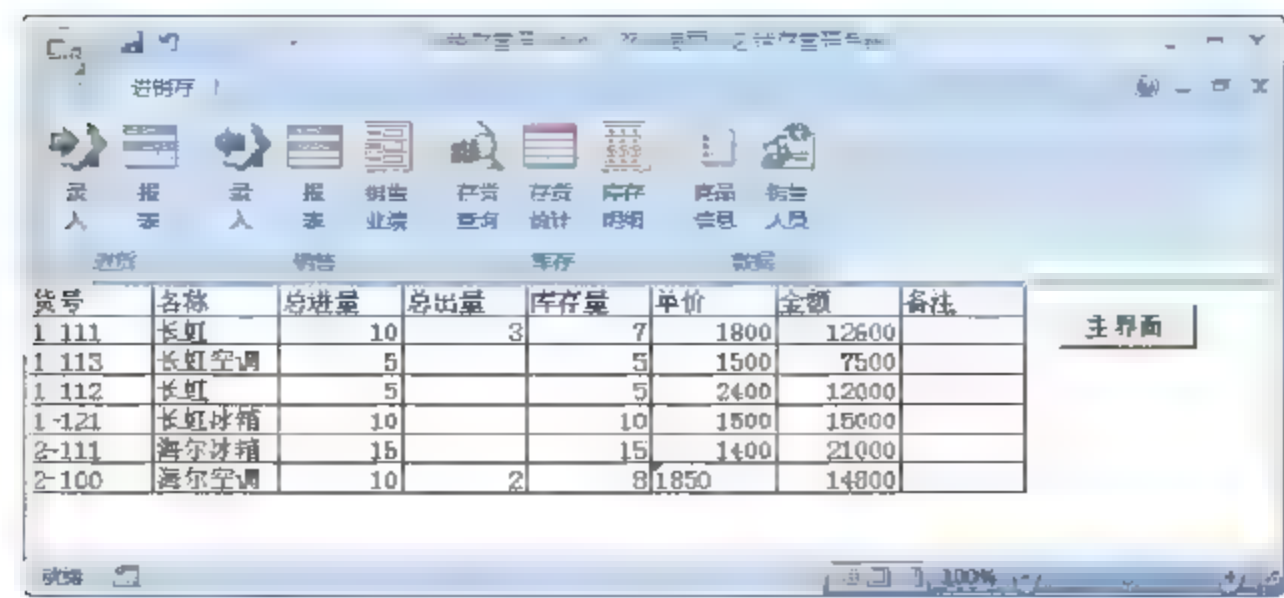 进销存
录 报 录 报 销售 存货 存货 库存 商品 销售
入 表 入 表 业绩 查询 统计 明细 信息 人员
进货 销售 库存 数据
货号 名称 总进量 总出量 库存量 单价 金额 备注
主界面
1-111 长虹 10 3 7 1800 12600
1-113 长虹空调 5 5 1500 7500
1-112 长虹 5 5 2400 12000
1-121 长虹冰箱 10 10 1500 15000
2-111 海尔冰箱 15 15 1400 21000
2-100 海尔空调 10 2 8 1850 14800
就绪 100%